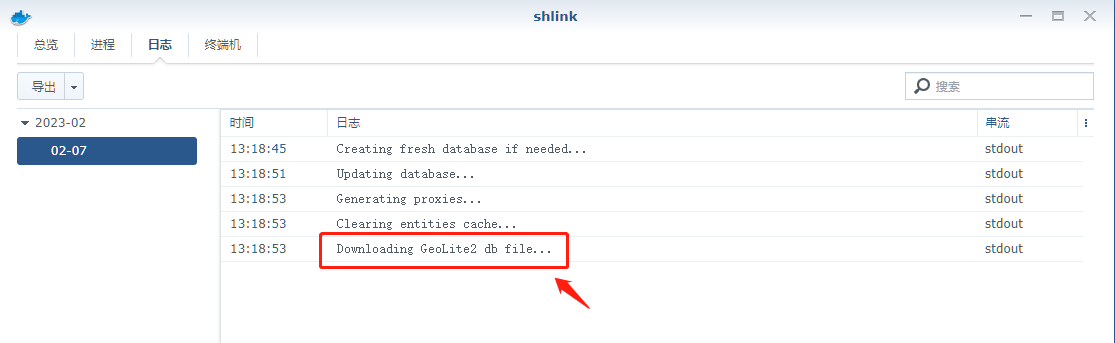 shlink
总览 进程 日志 终端机
导出 搜索
2023-02
02-07
时间 日志 串流
13:18:45 Creating fresh database if needed... stdout
13:18:51 Updating database... stdout
13:18:53 Generating proxies... stdout
13:18:53 Clearing entities cache... stdout
13:18:53 Downloading GeoLite2 db file... stdout